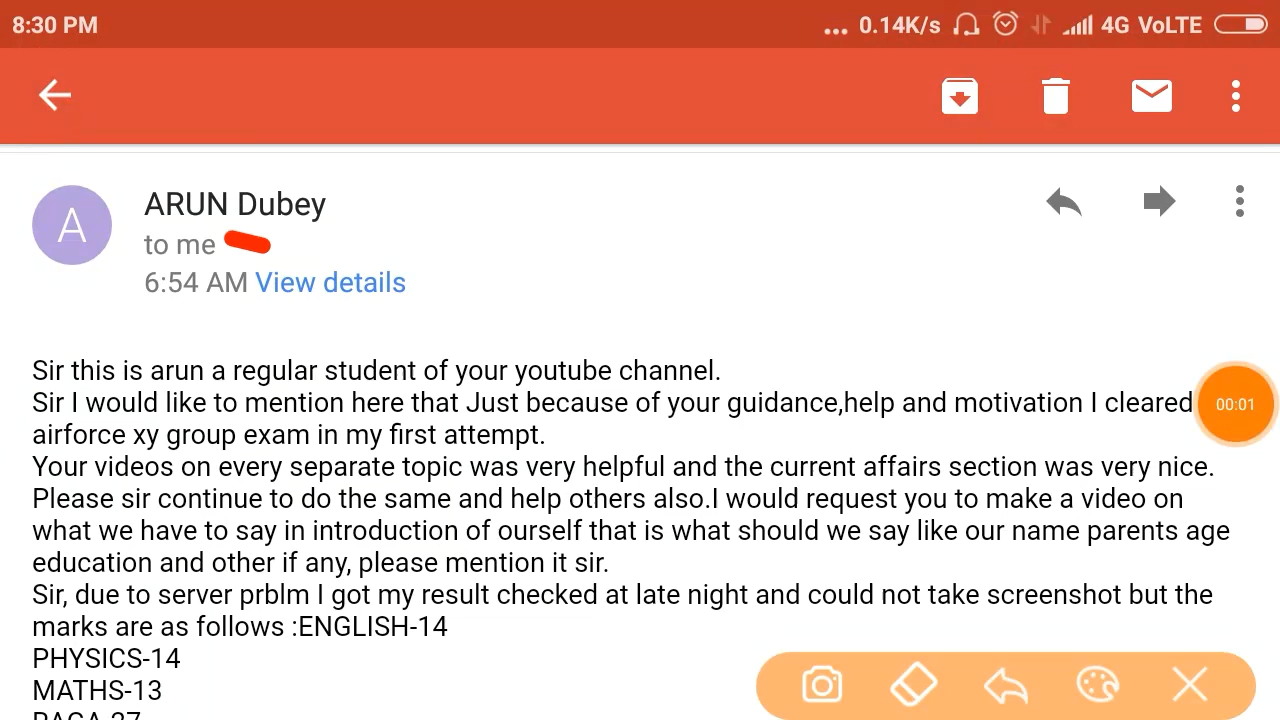 8:30 PM
... 0.14K/s 4G VoLTE
A
ARUN Dubey
to me
6:54 AM View details
Sir this is arun a regular student of your youtube channel.
Sir I would like to mention here that Just because of your guidance,help and motivation I cleared
airforce xy group exam in my first attempt.
Your videos on every separate topic was very helpful and the current affairs section was very nice.
Please sir continue to do the same and help others also.I would request you to make a video on
what we have to say in introduction of ourself that is what should we say like our name parents age
education and other if any, please mention it sir.
Sir, due to server prblm I got my result checked at late night and could not take screenshot but the
marks are as follows :ENGLISH-14
PHYSICS-14
MATHS-13
RAGA-27
00:01